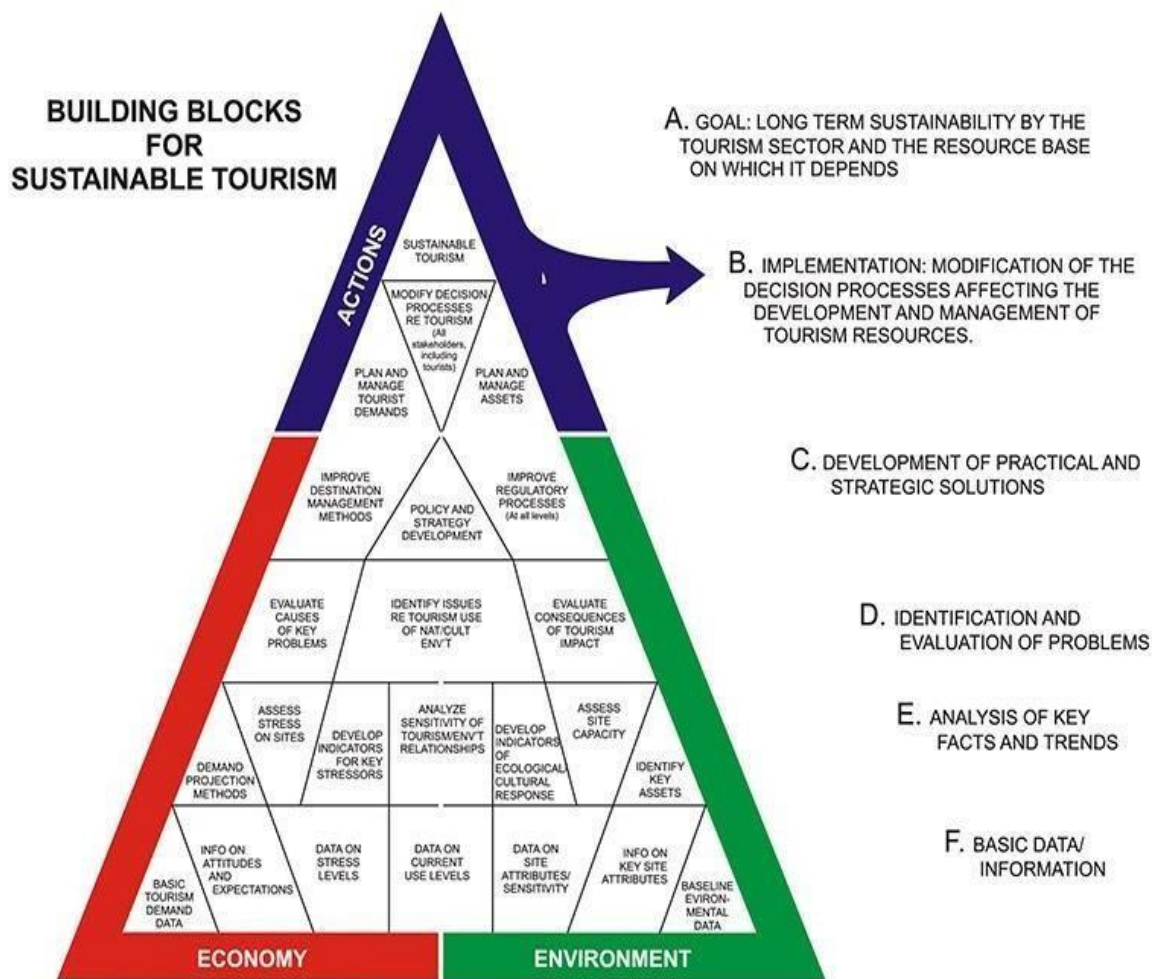 BUILDING BLOCKS
FOR
SUSTAINABLE TOURISM
A. GOAL: LONG TERM SUSTAINABILITY BY THE
TOURISM SECTOR AND THE RESOURCE BASE
ON WHICH IT DEPENDS
ACTIONS
SUSTAINABLE
TOURISM
B. IMPLEMENTATION: MODIFICATION OF THE
DECISION PROCESSES AFFECTING THE
DEVELOPMENT AND MANAGEMENT OF
TOURISM RESOURCES.
MODIFY DECISION
PROCESSES
RE TOURISM
(All
stakeholders,
including
tourists)
PLAN AND
MANAGE
TOURIST
DEMANDS
PLAN AND
MANAGE
ASSETS
C. DEVELOPMENT OF PRACTICAL AND
STRATEGIC SOLUTIONS
IMPROVE
DESTINATION
MANAGEMENT
METHODS
POLICY AND
STRATEGY
DEVELOPMENT
IMPROVE
REGULATORY
PROCESSES
(At all levels)
D. IDENTIFICATION AND
EVALUATION OF PROBLEMS
EVALUATE
CAUSES
OF KEY
PROBLEMS
IDENTIFY ISSUES
RE TOURISM USE
OF NAT/CULT
ENV'T
EVALUATE
CONSEQUENCES
OF TOURISM
IMPACT
E. ANALYSIS OF KEY
FACTS AND TRENDS
DEMAND
PROJECTION
METHODS
ASSESS
STRESS
ON SITES
DEVELOP
INDICATORS
FOR KEY
STRESSORS
ANALYZE
SENSITIVITY OF
TOURISM/ENV'T
RELATIONSHIPS
DEVELOP
INDICATORS
OF
ECOLOGICAL/
CULTURAL
RESPONSE
ASSESS
SITE
CAPACITY
IDENTIFY
KEY
ASSETS
F. BASIC DATA/
INFORMATION
BASIC
TOURISM
DEMAND
DATA
INFO ON
ATTITUDES
AND
EXPECTATIONS
DATA ON
STRESS
LEVELS
DATA ON
CURRENT
USE LEVELS
DATA ON
SITE
ATTRIBUTES/
SENSITIVITY
INFO ON
KEY SITE
ATTRIBUTES
BASELINE
EVIRON-
MENTAL
DATA
ECONOMY
ENVIRONMENT